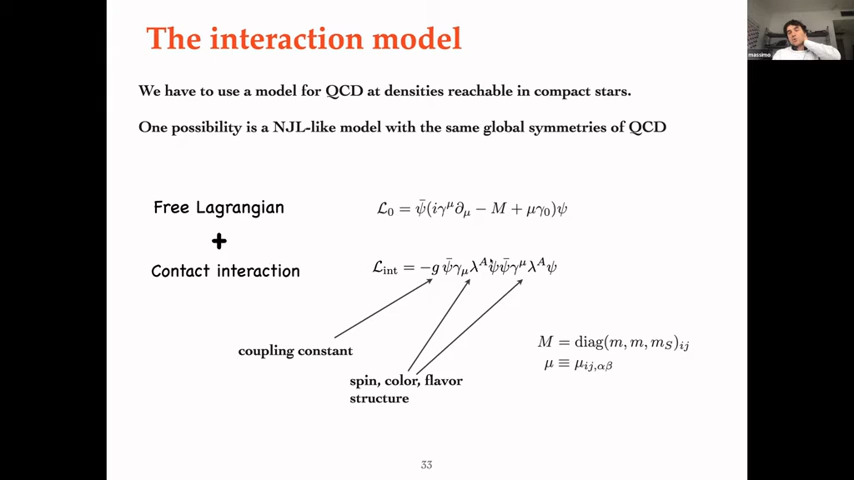 The interaction model
massimo
We have to use a model for QCD at densities reachable in compact stars.
One possibility is a NJL-like model with the same global symmetries of QCD
Free Lagrangian
ℒ₀ = ψ̄(iγ^μ∂_μ − M + μγ₀)ψ
+
Contact interaction
ℒ_int = −g ψ̄γ_μλ^Aψψ̄γ^μλ^Aψ
coupling constant
M = diag(m, m, m_S)_ij
μ ≡ μ_ij,αβ
spin, color, flavor
structure
33